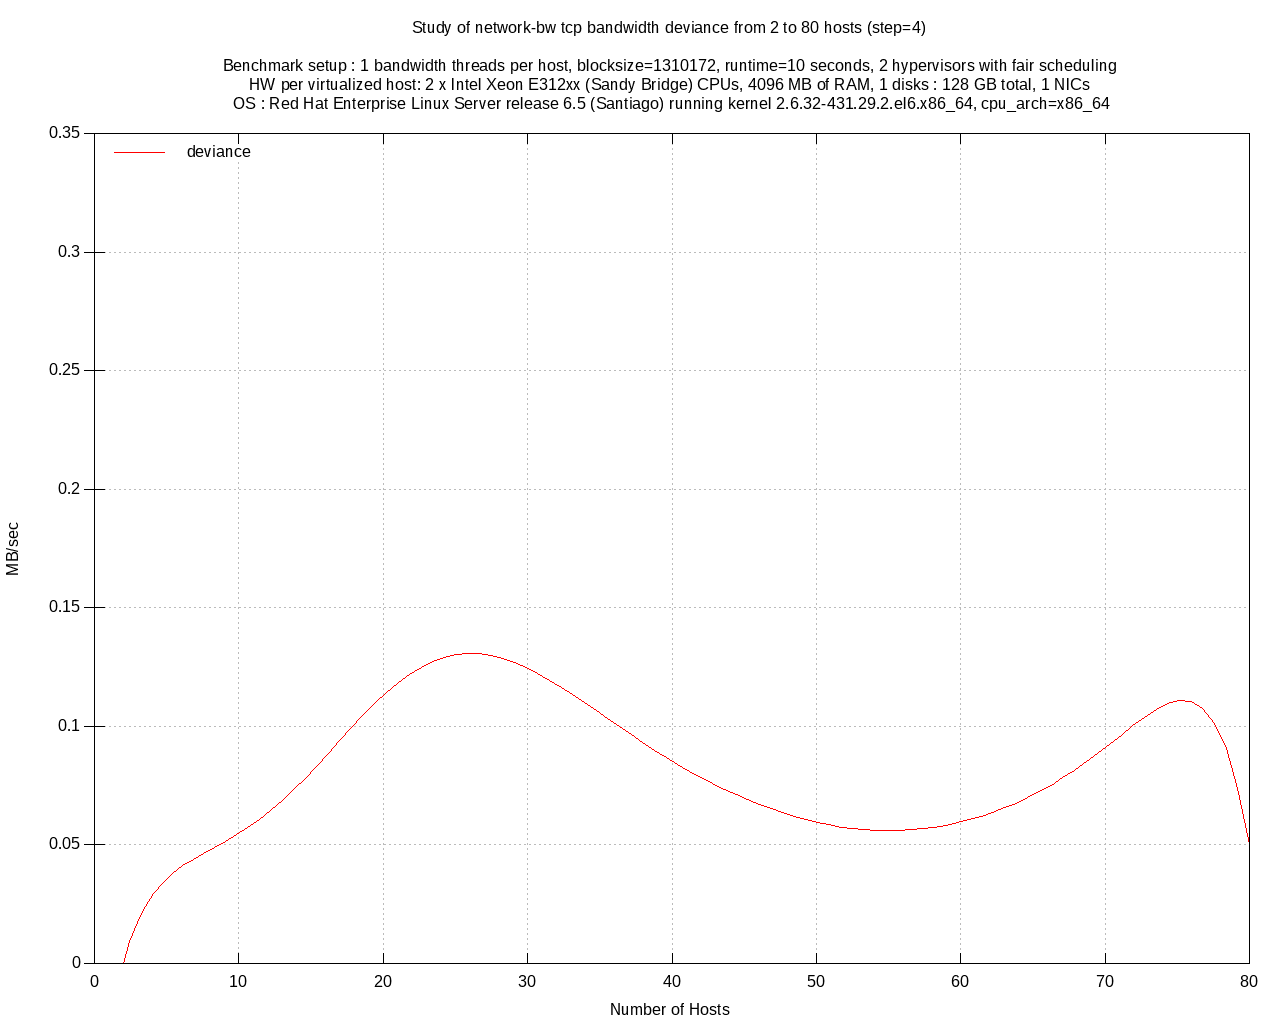 Study of network-bw tcp bandwidth deviance from 2 to 80 hosts (step=4)
Benchmark setup : 1 bandwidth threads per host, blocksize=1310172, runtime=10 seconds, 2 hypervisors with fair scheduling
HW per virtualized host: 2 x Intel Xeon E312xx (Sandy Bridge) CPUs, 4096 MB of RAM, 1 disks : 128 GB total, 1 NICs
OS : Red Hat Enterprise Linux Server release 6.5 (Santiago) running kernel 2.6.32-431.29.2.el6.x86_64, cpu_arch=x86_64
deviance
0.35
0.3
0.25
0.2
0.15
0.1
0.05
0
MB/sec
0 10 20 30 40 50 60 70 80
Number of Hosts